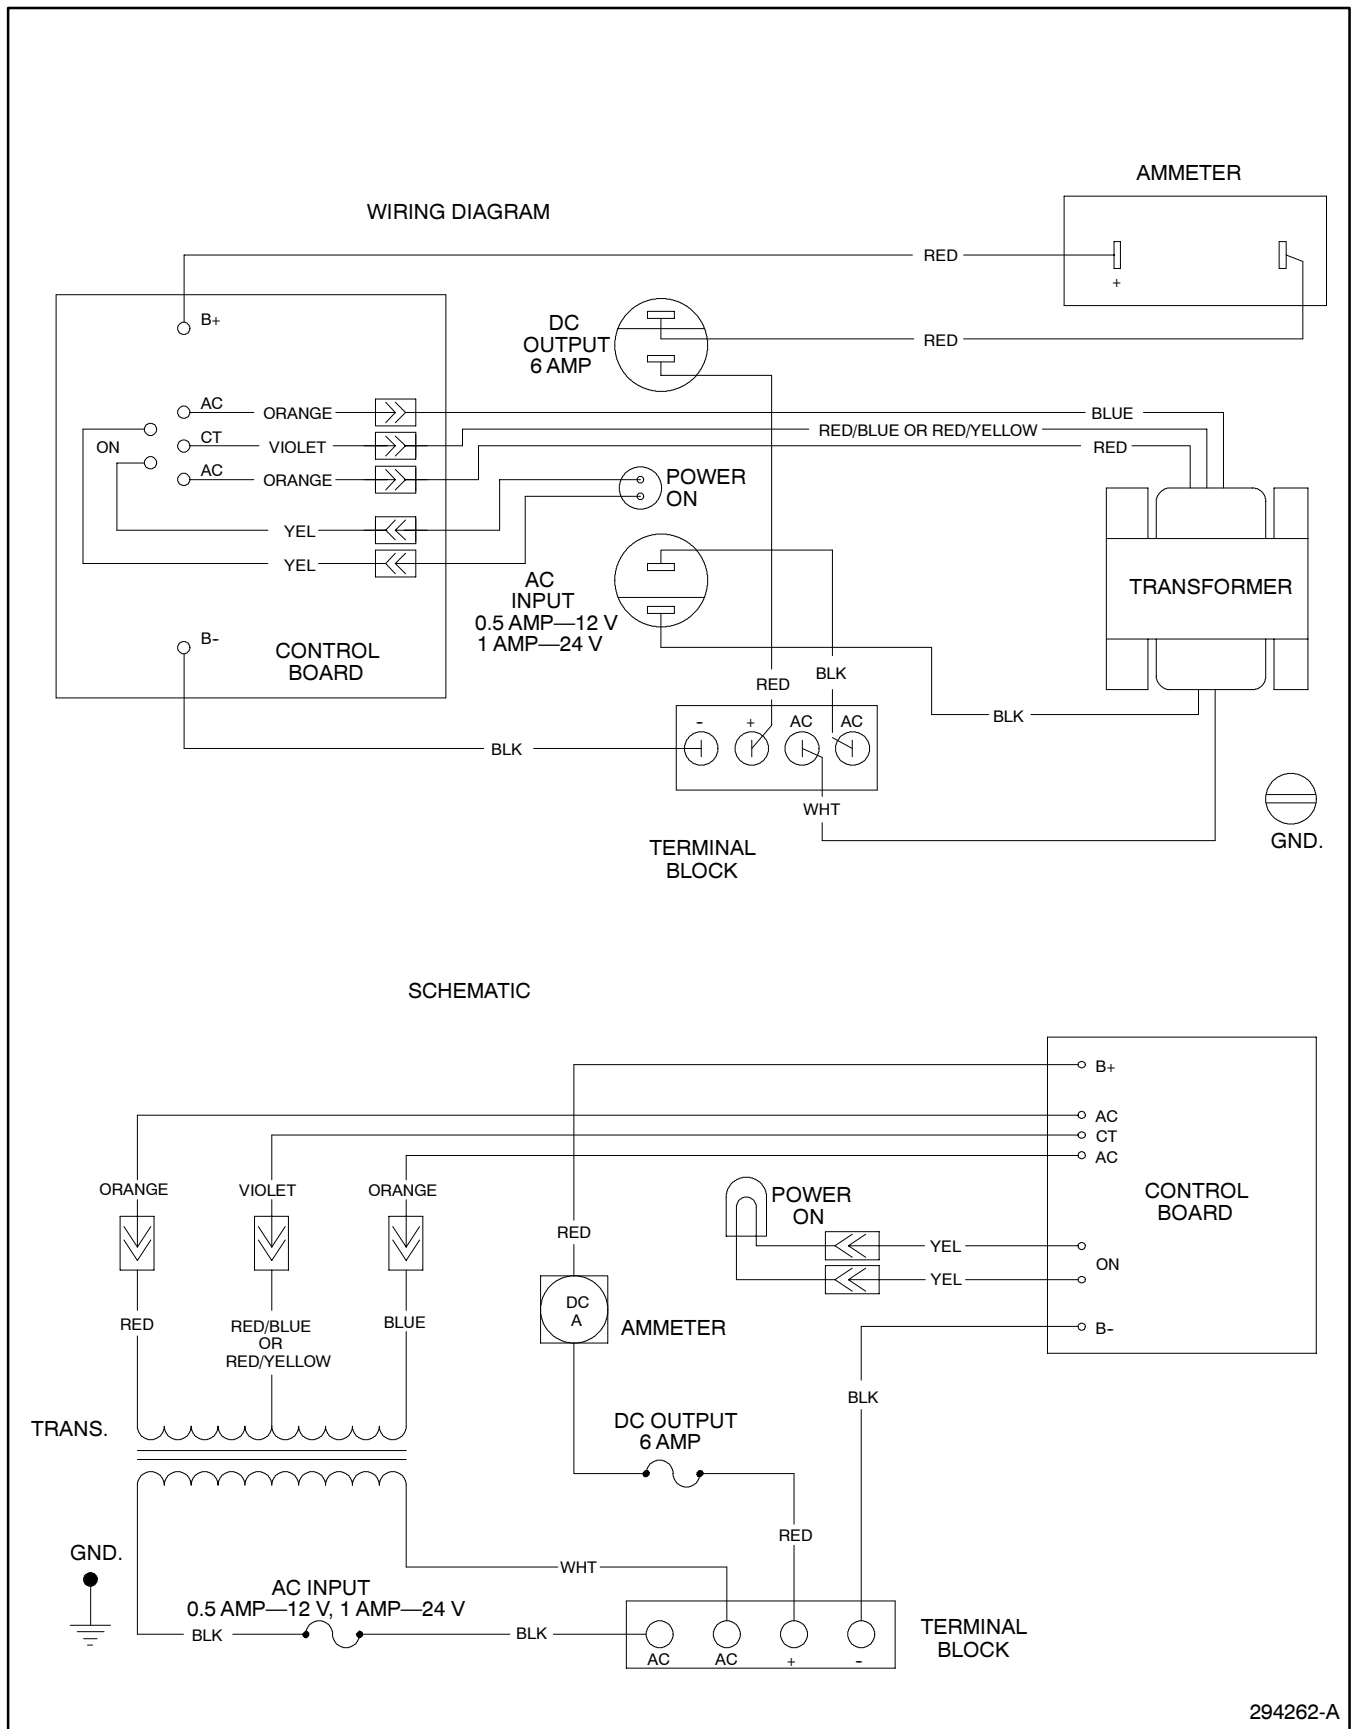 AMMETER
WIRING DIAGRAM
RED
+
B+
DC
OUTPUT
6 AMP
RED
AC
ORANGE
BLUE
ON
CT
VIOLET
RED/BLUE OR RED/YELLOW
RED
AC
ORANGE
POWER
ON
YEL
YEL
AC
INPUT
0.5 AMP—12 V
1 AMP—24 V
TRANSFORMER
B-
CONTROL
BOARD
RED
BLK
BLK
- + AC AC
BLK
WHT
GND.
TERMINAL
BLOCK
SCHEMATIC
B+
AC
CT
AC
ORANGE
VIOLET
ORANGE
POWER
ON
CONTROL
BOARD
RED
YEL
ON
YEL
DC
A
AMMETER
RED
RED/BLUE
OR
RED/YELLOW
BLUE
B-
BLK
TRANS.
DC OUTPUT
6 AMP
RED
GND.
WHT
AC INPUT
0.5 AMP—12 V, 1 AMP—24 V
BLK
BLK
AC AC + -
TERMINAL
BLOCK
294262-A